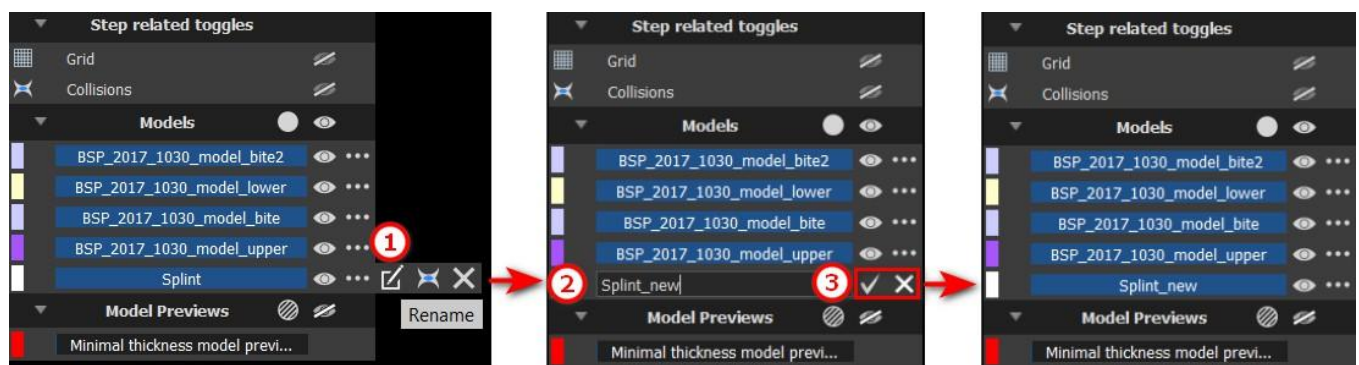 Step related toggles
Grid
Collisions
Models
BSP_2017_1030_model_bite2
BSP_2017_1030_model_lower
BSP_2017_1030_model_bite
BSP_2017_1030_model_upper
1
Splint
Rename
Model Previews
Minimal thickness model previ...
Step related toggles
Grid
Collisions
Models
BSP_2017_1030_model_bite2
BSP_2017_1030_model_lower
BSP_2017_1030_model_bite
BSP_2017_1030_model_upper
2 Splint_new 3
Model Previews
Minimal thickness model previ...
Step related toggles
Grid
Collisions
Models
BSP_2017_1030_model_bite2
BSP_2017_1030_model_lower
BSP_2017_1030_model_bite
BSP_2017_1030_model_upper
Splint_new
Model Previews
Minimal thickness model previ...